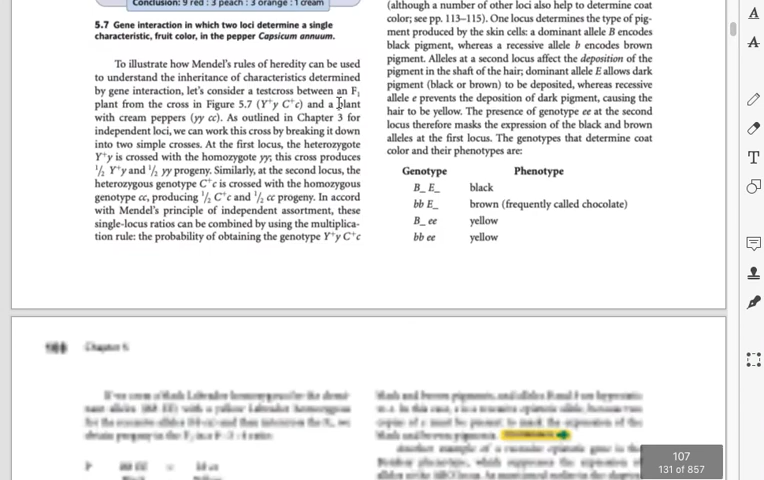 Conclusion: 9 red : 3 peach : 3 orange : 1 cream
5.7 Gene interaction in which two loci determine a single
characteristic, fruit color, in the pepper Capsicum annuum.
To illustrate how Mendel's rules of heredity can be used
to understand the inheritance of characteristics determined
by gene interaction, let's consider a testcross between an F1
plant from the cross in Figure 5.7 (Y+y C+c) and a plant
with cream peppers (yy cc). As outlined in Chapter 3 for
independent loci, we can work this cross by breaking it down
into two simple crosses. At the first locus, the heterozygote
Y+y is crossed with the homozygote yy; this cross produces
1/2 Y+y and 1/2 yy progeny. Similarly, at the second locus, the
heterozygous genotype C+c is crossed with the homozygous
genotype cc, producing 1/2 C+c and 1/2 cc progeny. In accord
with Mendel's principle of independent assortment, these
single-locus ratios can be combined by using the multiplica-
tion rule: the probability of obtaining the genotype Y+y C+c
(although a number of other loci also help to determine coat
color; see pp. 113–115). One locus determines the type of pig-
ment produced by the skin cells: a dominant allele B encodes
black pigment, whereas a recessive allele b encodes brown
pigment. Alleles at a second locus affect the deposition of the
pigment in the shaft of the hair; dominant allele E allows dark
pigment (black or brown) to be deposited, whereas recessive
allele e prevents the deposition of dark pigment, causing the
hair to be yellow. The presence of genotype ee at the second
locus therefore masks the expression of the black and brown
alleles at the first locus. The genotypes that determine coat
color and their phenotypes are:
Genotype Phenotype
B_ E_ black
bb E_ brown (frequently called chocolate)
B_ ee yellow
bb ee yellow
107
131 of 857